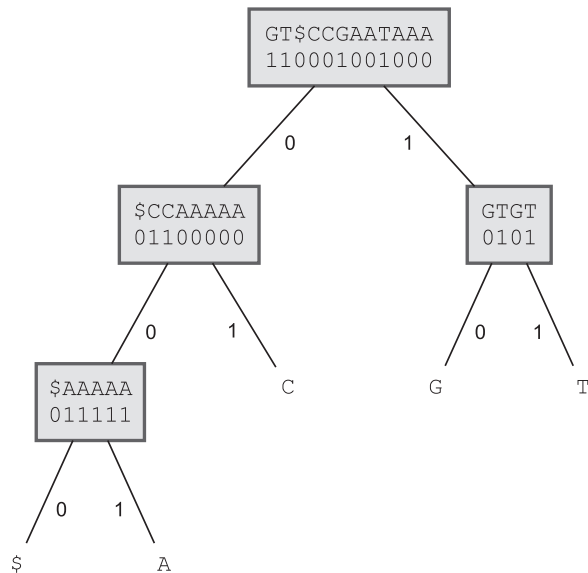 GT$CCGAATAAA
110001001000
0 1
$CCAAAAA
01100000
GTGT
0101
0 1 0 1
$AAAAA
011111
C G T
0 1
$ A